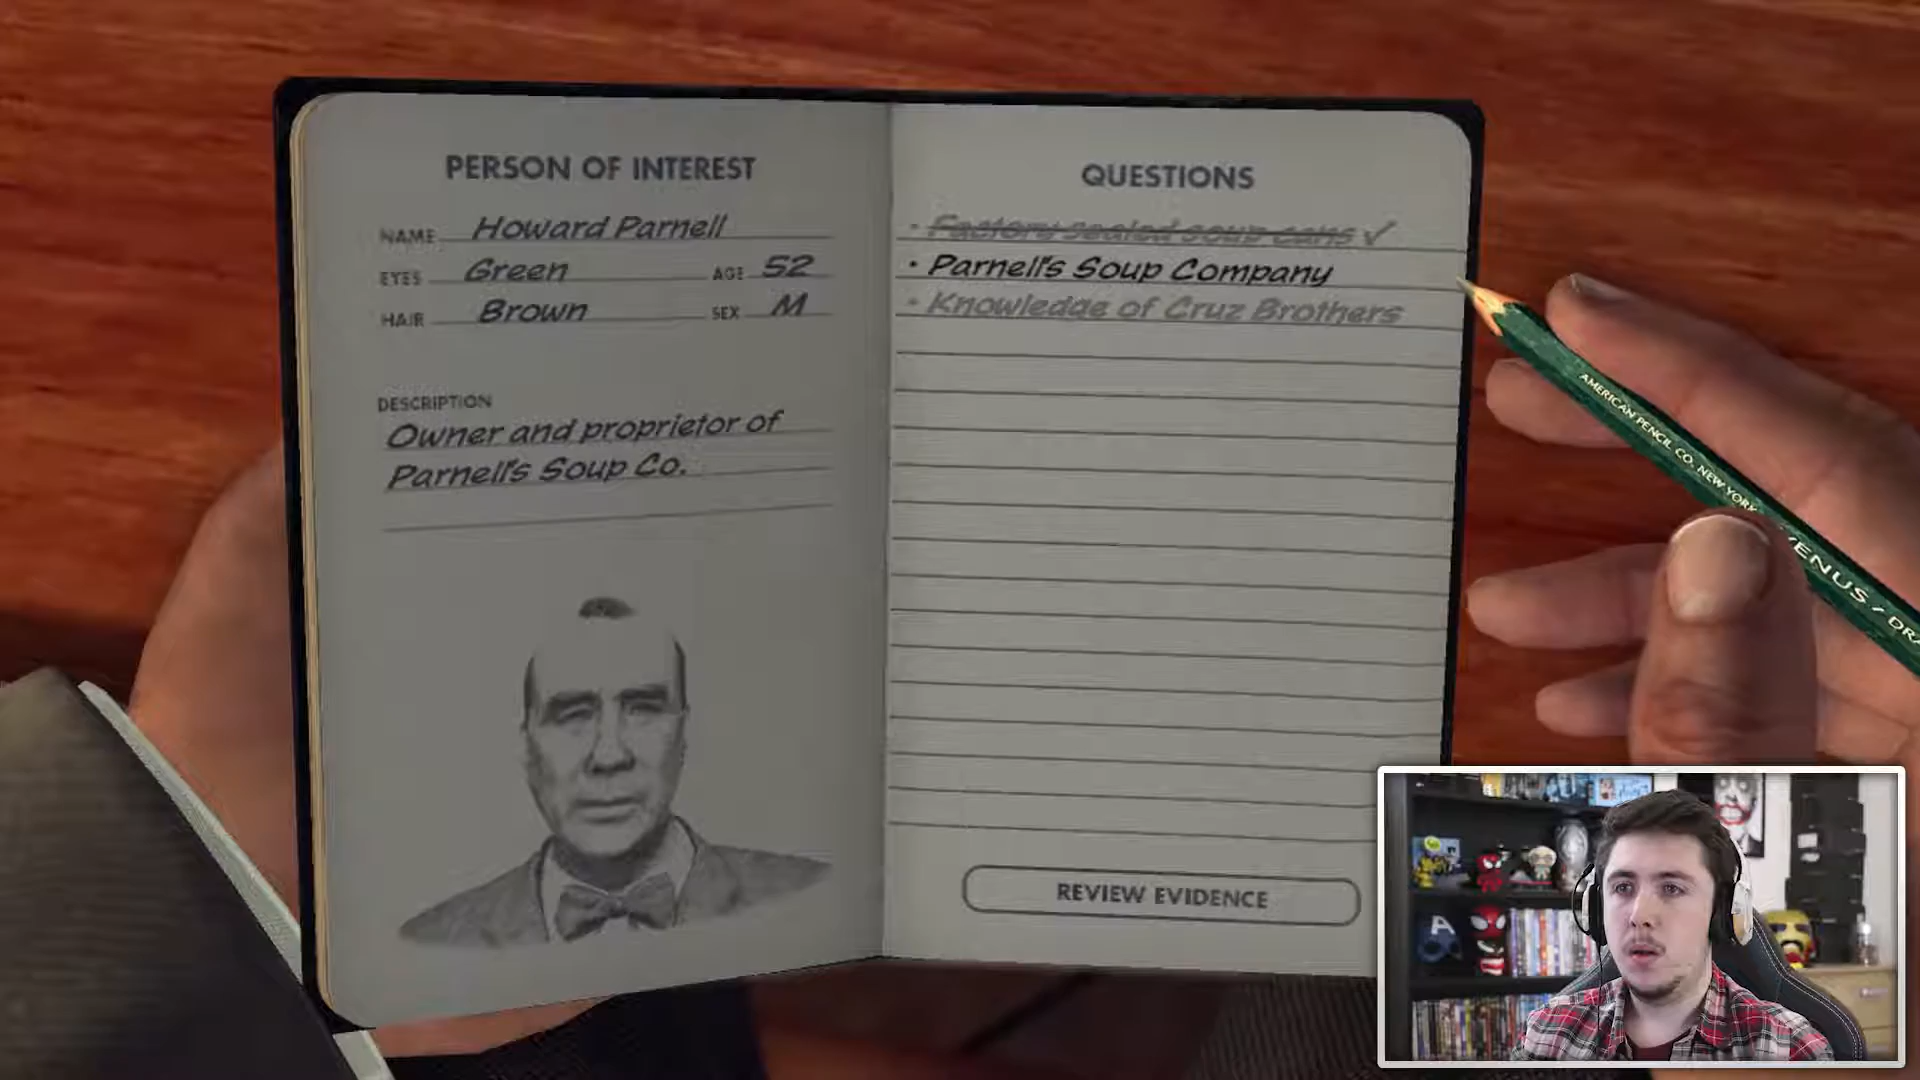 PERSON OF INTEREST
NAME Howard Parnell
EYES Green AGE 52
HAIR Brown SEX M
DESCRIPTION
Owner and proprietor of
Parnell's Soup Co.
QUESTIONS
· Factory sealed soup cans ✓
· Parnell's Soup Company
· Knowledge of Cruz Brothers
REVIEW EVIDENCE
AMERICAN PENCIL CO. NEW YORK
VENUS / DRA
A